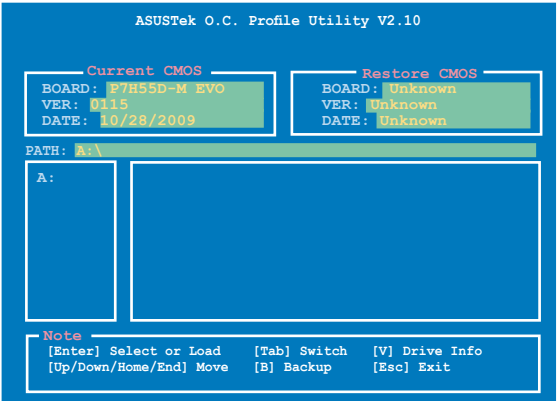 ASUSTek O.C. Profile Utility V2.10
Current CMOS
BOARD: P7H55D-M EVO
VER: 0115
DATE: 10/28/2009
Restore CMOS
BOARD: Unknown
VER: Unknown
DATE: Unknown
PATH: A:\
A:
Note
[Enter] Select or Load [Tab] Switch [V] Drive Info
[Up/Down/Home/End] Move [B] Backup [Esc] Exit